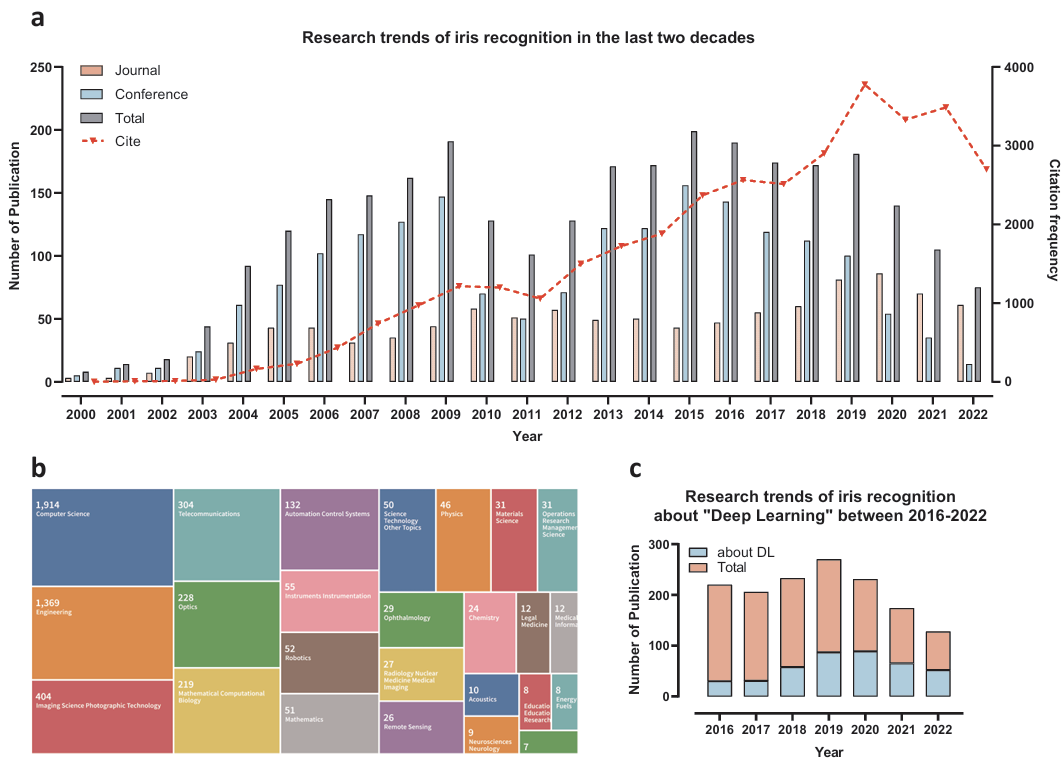 a
Research trends of iris recognition in the last two decades
250
200
150
100
50
0
Number of Publication
Journal
Conference
Total
Cite
4000
3000
2000
1000
0
Citation frequency
2000 2001 2002 2003 2004 2005 2006 2007 2008 2009 2010 2011 2012 2013 2014 2015 2016 2017 2018 2019 2020 2021 2022
Year
b
1,914
Computer Science
1,369
Engineering
404
Imaging Science Photographic Technology
304
Telecommunications
228
Optics
219
Mathematical Computational
Biology
132
Automation Control Systems
55
Instruments Instrumentation
52
Robotics
51
Mathematics
50
Science
Technology
Other Topics
46
Physics
31
Materials
Science
31
Operations
Research
Managemen
Science
29
Ophthalmology
27
Radiology Nuclear
Medicine Medical
Imaging
26
Remote Sensing
24
Chemistry
12
Legal
Medicine
12
Medical
Informa
10
Acoustics
9
Neurosciences
Neurology
8
Educatio
Educatio
Research
8
Energy
Fuels
7
c
Research trends of iris recognition
about "Deep Learning" between 2016-2022
300
200
100
0
Number of Publication
about DL
Total
2016 2017 2018 2019 2020 2021 2022
Year